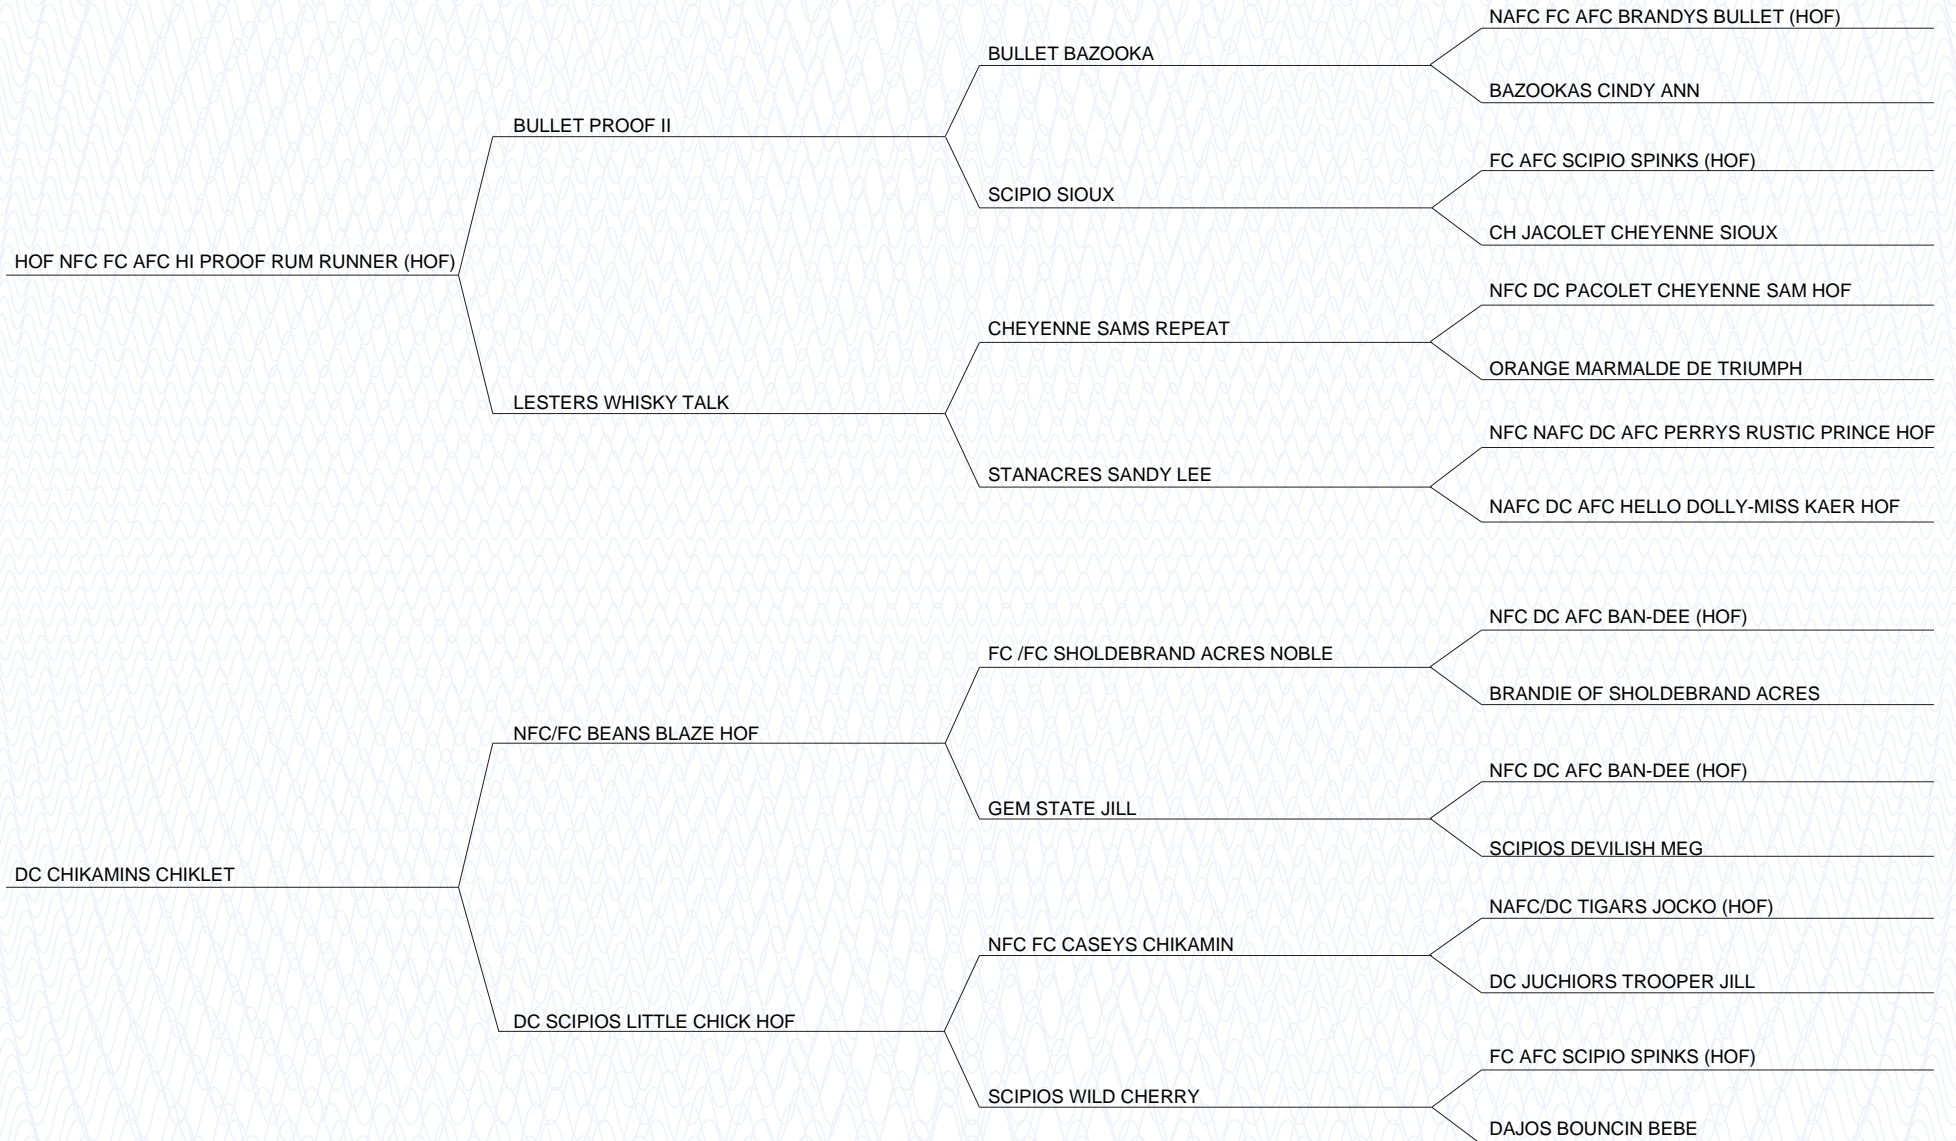 NAFC FC AFC BRANDYS BULLET (HOF)
BULLET BAZOOKA
BAZOOKAS CINDY ANN
BULLET PROOF II
FC AFC SCIPIO SPINKS (HOF)
SCIPIO SIOUX
CH JACOLET CHEYENNE SIOUX
HOF NFC FC AFC HI PROOF RUM RUNNER (HOF)
NFC DC PACOLET CHEYENNE SAM HOF
CHEYENNE SAMS REPEAT
ORANGE MARMALDE DE TRIUMPH
LESTERS WHISKY TALK
NFC NAFC DC AFC PERRYS RUSTIC PRINCE HOF
STANACRES SANDY LEE
NAFC DC AFC HELLO DOLLY-MISS KAER HOF
NFC DC AFC BAN-DEE (HOF)
FC /FC SHOLDEBRAND ACRES NOBLE
BRANDIE OF SHOLDEBRAND ACRES
NFC/FC BEANS BLAZE HOF
NFC DC AFC BAN-DEE (HOF)
GEM STATE JILL
SCIPIOS DEVILISH MEG
DC CHIKAMINS CHIKLET
NAFC/DC TIGARS JOCKO (HOF)
NFC FC CASEYS CHIKAMIN
DC JUCHIORS TROOPER JILL
DC SCIPIOS LITTLE CHICK HOF
FC AFC SCIPIO SPINKS (HOF)
SCIPIOS WILD CHERRY
DAJOS BOUNCIN BEBE